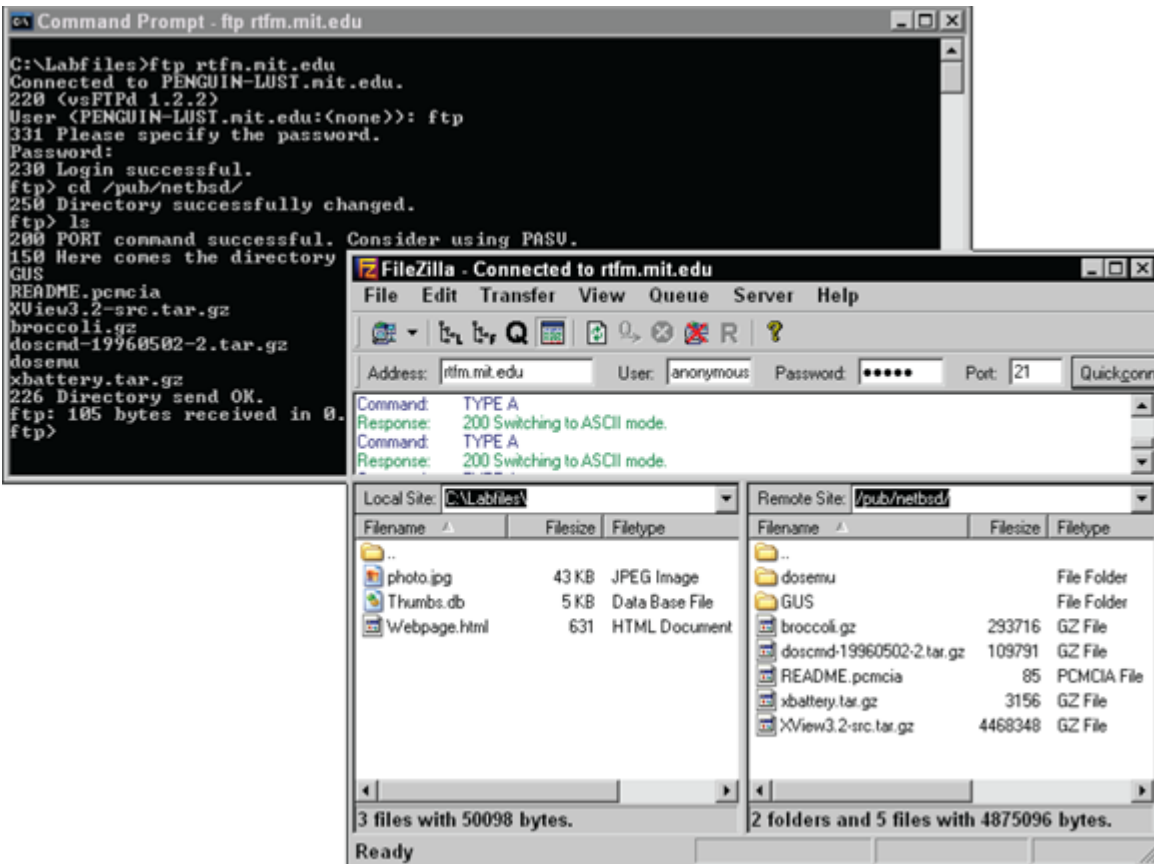 Command Prompt - ftp rtfm.mit.edu
C:\Labfiles>ftp rtfm.mit.edu
Connected to PENGUIN-LUST.mit.edu.
220 (vsFTPd 1.2.2)
User (PENGUIN-LUST.mit.edu:(none)): ftp
331 Please specify the password.
Password:
230 Login successful.
ftp> cd /pub/netbsd/
250 Directory successfully changed.
ftp> ls
200 PORT command successful. Consider using PASV.
150 Here comes the directory
GUS
README.pcmcia
XView3.2-src.tar.gz
broccoli.gz
doscmd-19960502-2.tar.gz
dosemu
xbattery.tar.gz
226 Directory send OK.
ftp: 105 bytes received in 0.
ftp>
FileZilla - Connected to rtfm.mit.edu
File Edit Transfer View Queue Server Help
Address: rtfm.mit.edu User: anonymous Password: ••••• Port: 21 Quickconn
Command: TYPE A
Response: 200 Switching to ASCII mode.
Command: TYPE A
Response: 200 Switching to ASCII mode.
Local Site: C:\Labfiles\
Filename Filesize Filetype
..
photo.jpg 43 KB JPEG Image
Thumbs.db 5 KB Data Base File
Webpage.html 631 HTML Document
3 files with 50098 bytes.
Remote Site: /pub/netbsd/
Filename Filesize Filetype
..
dosemu File Folder
GUS File Folder
broccoli.gz 293716 GZ File
doscmd-19960502-2.tar.gz 109791 GZ File
README.pcmcia 85 PCMCIA File
xbattery.tar.gz 3156 GZ File
XView3.2-src.tar.gz 4468348 GZ File
2 folders and 5 files with 4875096 bytes.
Ready